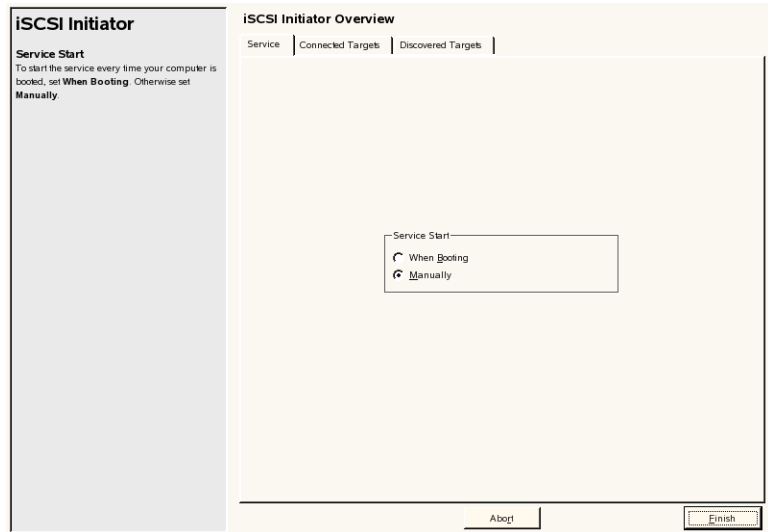 iSCSI Initiator
Service Start
To start the service every time your computer is
booted, set When Booting. Otherwise set
Manually.
iSCSI Initiator Overview
Service
Connected Targets
Discovered Targets
Service Start
When Booting
Manually
Abort
Finish